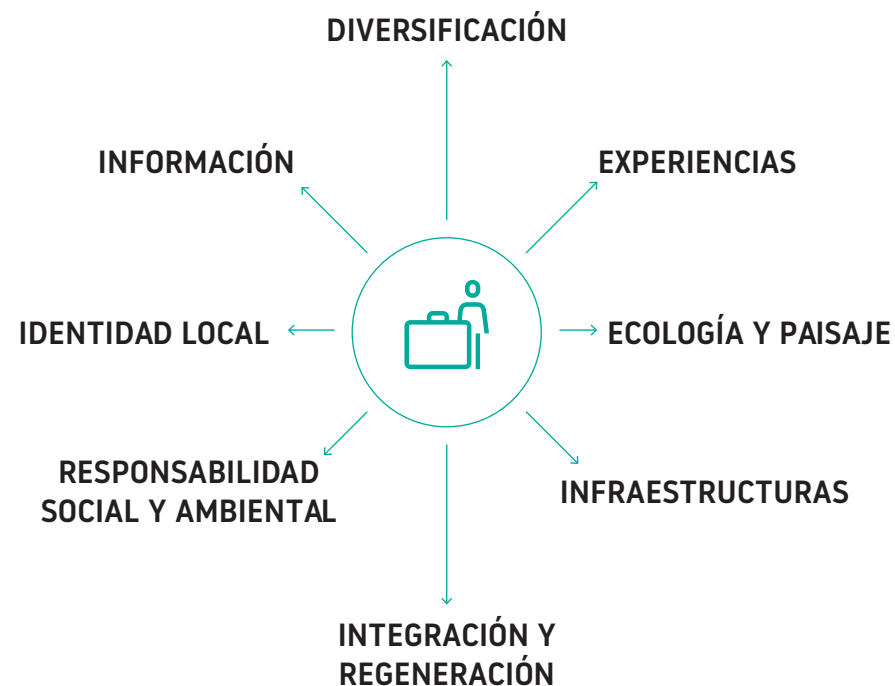 DIVERSIFICACIÓN
INFORMACIÓN
EXPERIENCIAS
IDENTIDAD LOCAL
ECOLOGÍA Y PAISAJE
RESPONSABILIDAD
SOCIAL Y AMBIENTAL
INFRAESTRUCTURAS
INTEGRACIÓN Y
REGENERACIÓN